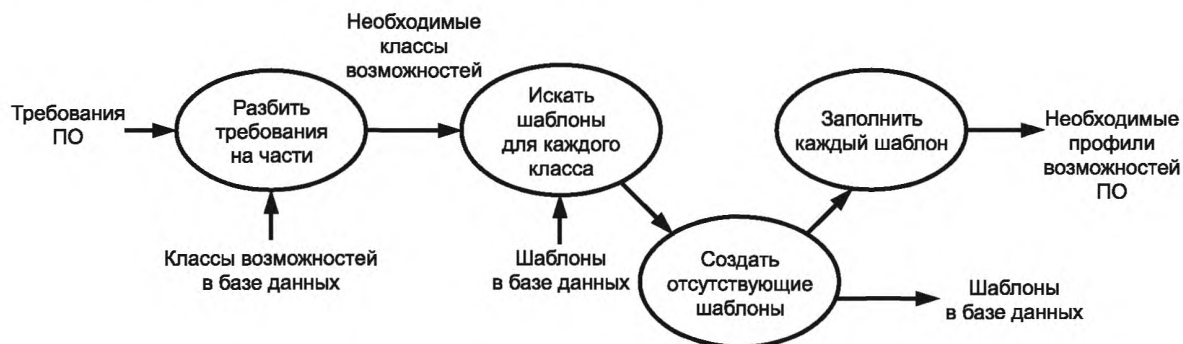 Требования
ПО
Разбить
требования
на части
Классы возможностей
в базе данных
Необходимые
классы
возможностей
Искать
шаблоны
для каждого
класса
Шаблоны
в базе данных
Создать
отсутствующие
шаблоны
Шаблоны
в базе данных
Заполнить
каждый шаблон
Необходимые
профили
возможностей
ПО